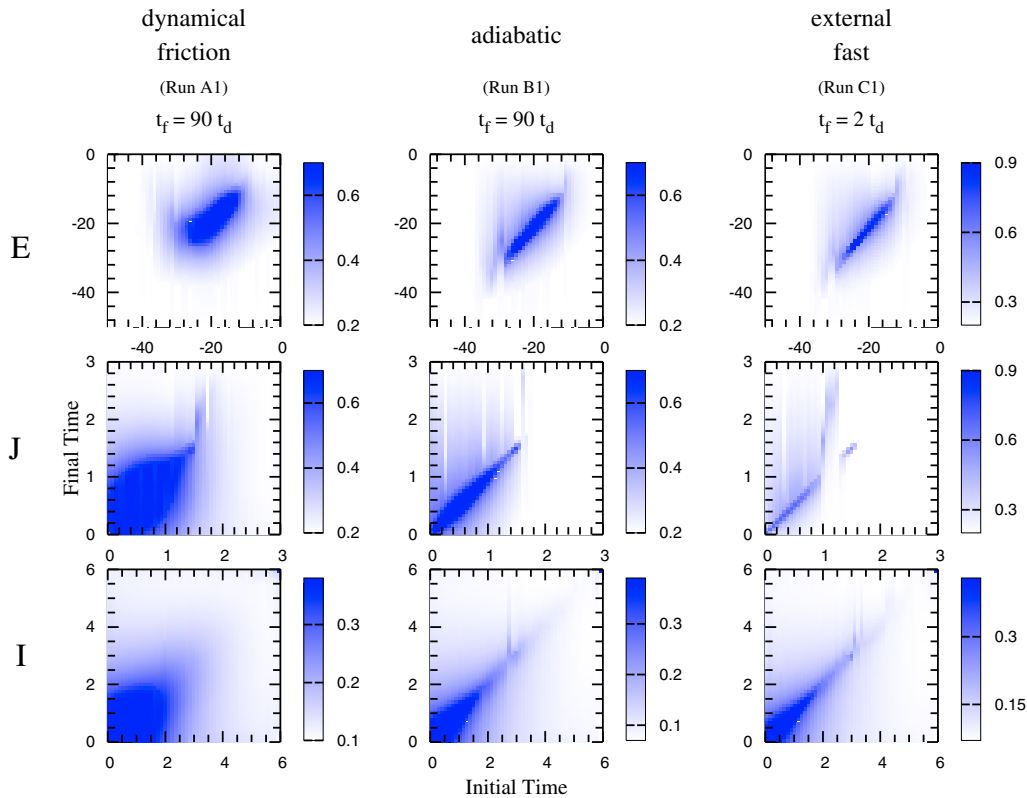 dynamical adiabatic external
friction fast
(Run A1) (Run B1) (Run C1)
t_f = 90 t_d t_f = 90 t_d t_f = 2 t_d
E
0 -20 -40
0.6 0.4 0.2
0 -20 -40
0.6 0.4 0.2
0 -20 -40
0.9 0.6 0.3
-40 -20 0 -40 -20 0 -40 -20 0
J
Final Time
3 2 1 0
0.6 0.4 0.2
3 2 1 0
0.6 0.4 0.2
3 2 1 0
0.9 0.6 0.3
0 1 2 3 0 1 2 3 0 1 2 3
I
6 4 2 0
0.3 0.2 0.1
6 4 2 0
0.3 0.2 0.1
6 4 2 0
0.3 0.15
0 2 4 6 0 2 4 6 0 2 4 6
Initial Time